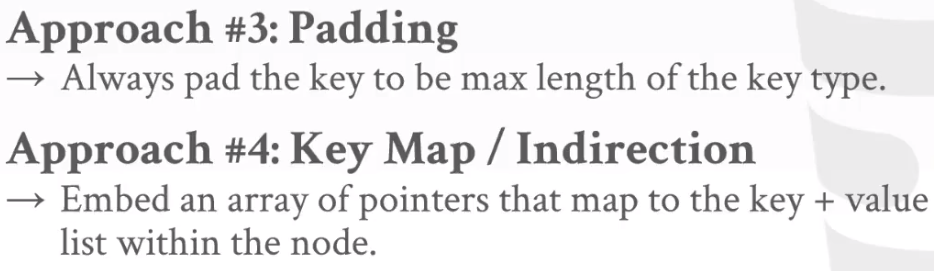 Approach #3: Padding
→ Always pad the key to be max length of the key type.
Approach #4: Key Map / Indirection
→ Embed an array of pointers that map to the key + value
list within the node.